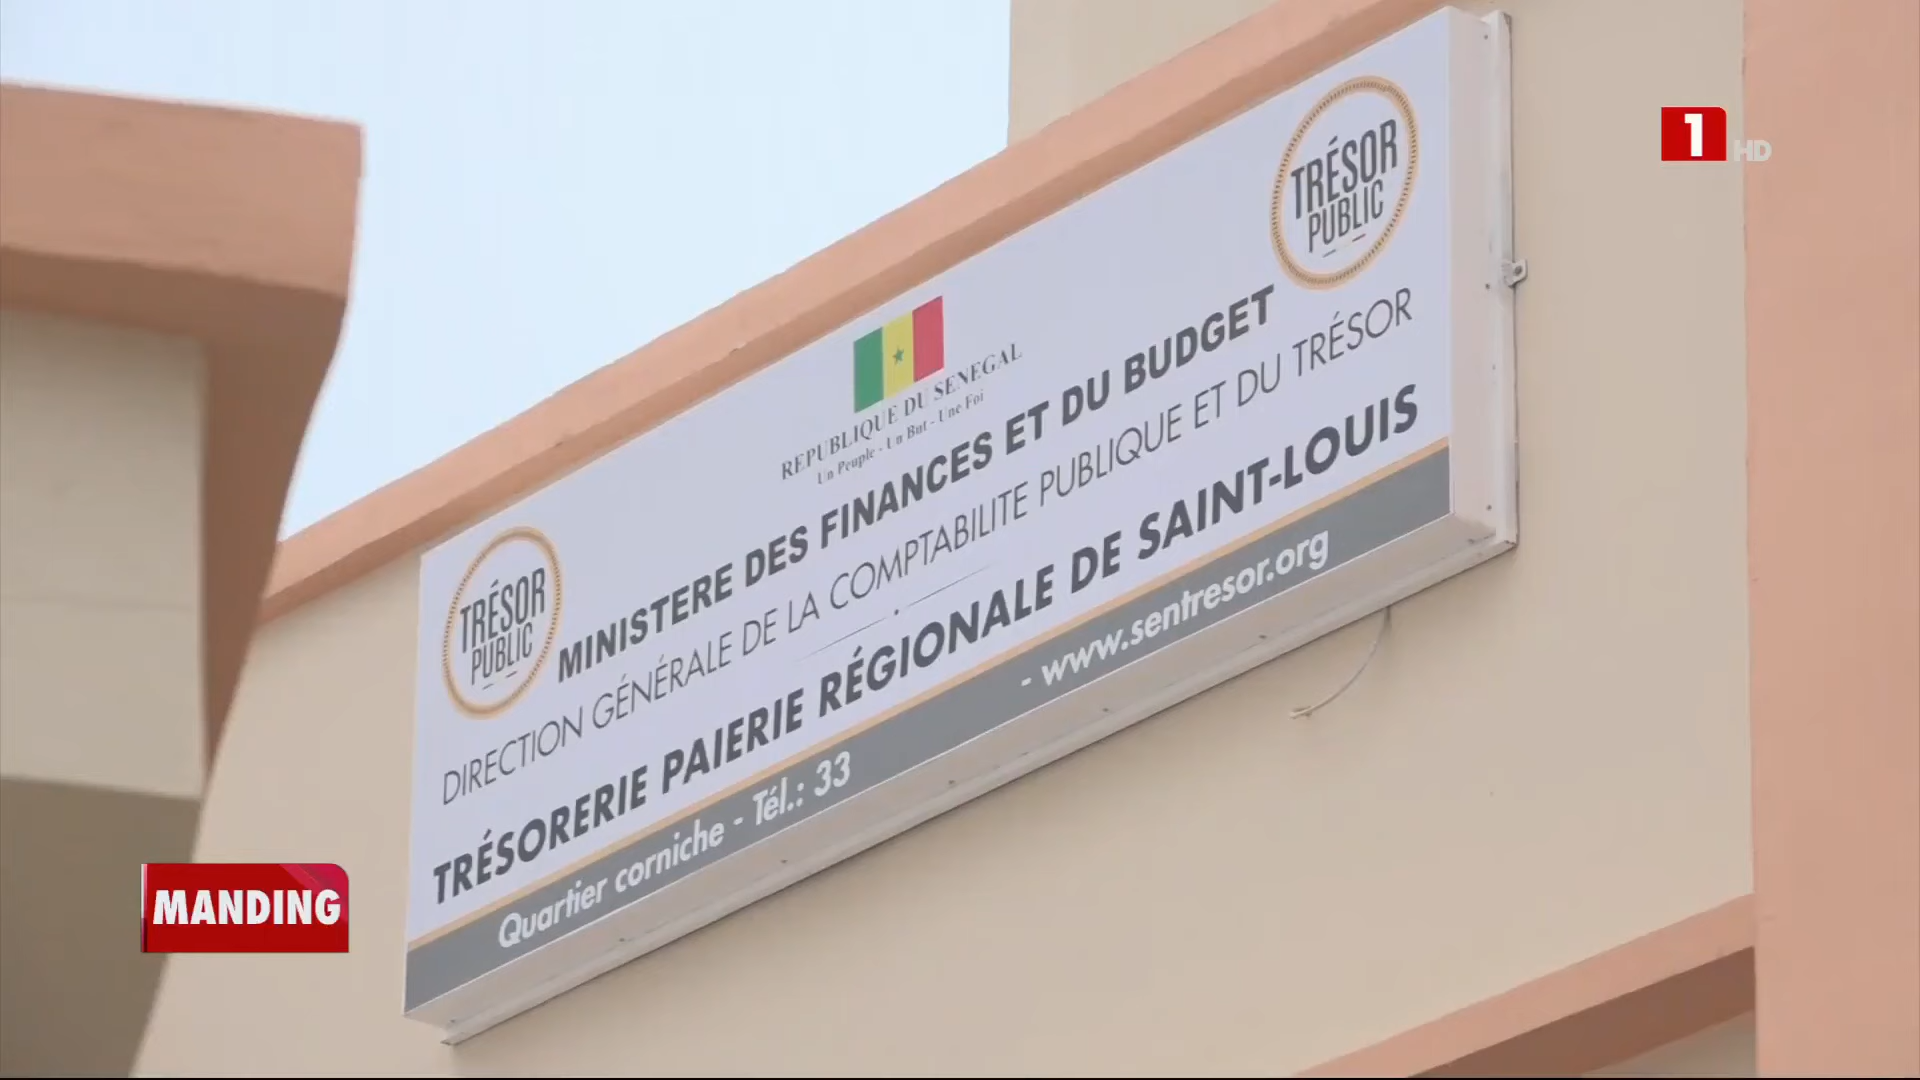 1 HD
TRÉSOR
PUBLIC
REPUBLIQUE DU SENEGAL
Un Peuple - Un But - Une Foi
MINISTERE DES FINANCES ET DU BUDGET
DIRECTION GÉNÉRALE DE LA COMPTABILITE PUBLIQUE ET DU TRÉSOR
TRÉSORERIE PAIERIE RÉGIONALE DE SAINT-LOUIS
TRÉSOR
PUBLIC
Quartier corniche - Tél.: 33 - www.sentresor.org
MANDING